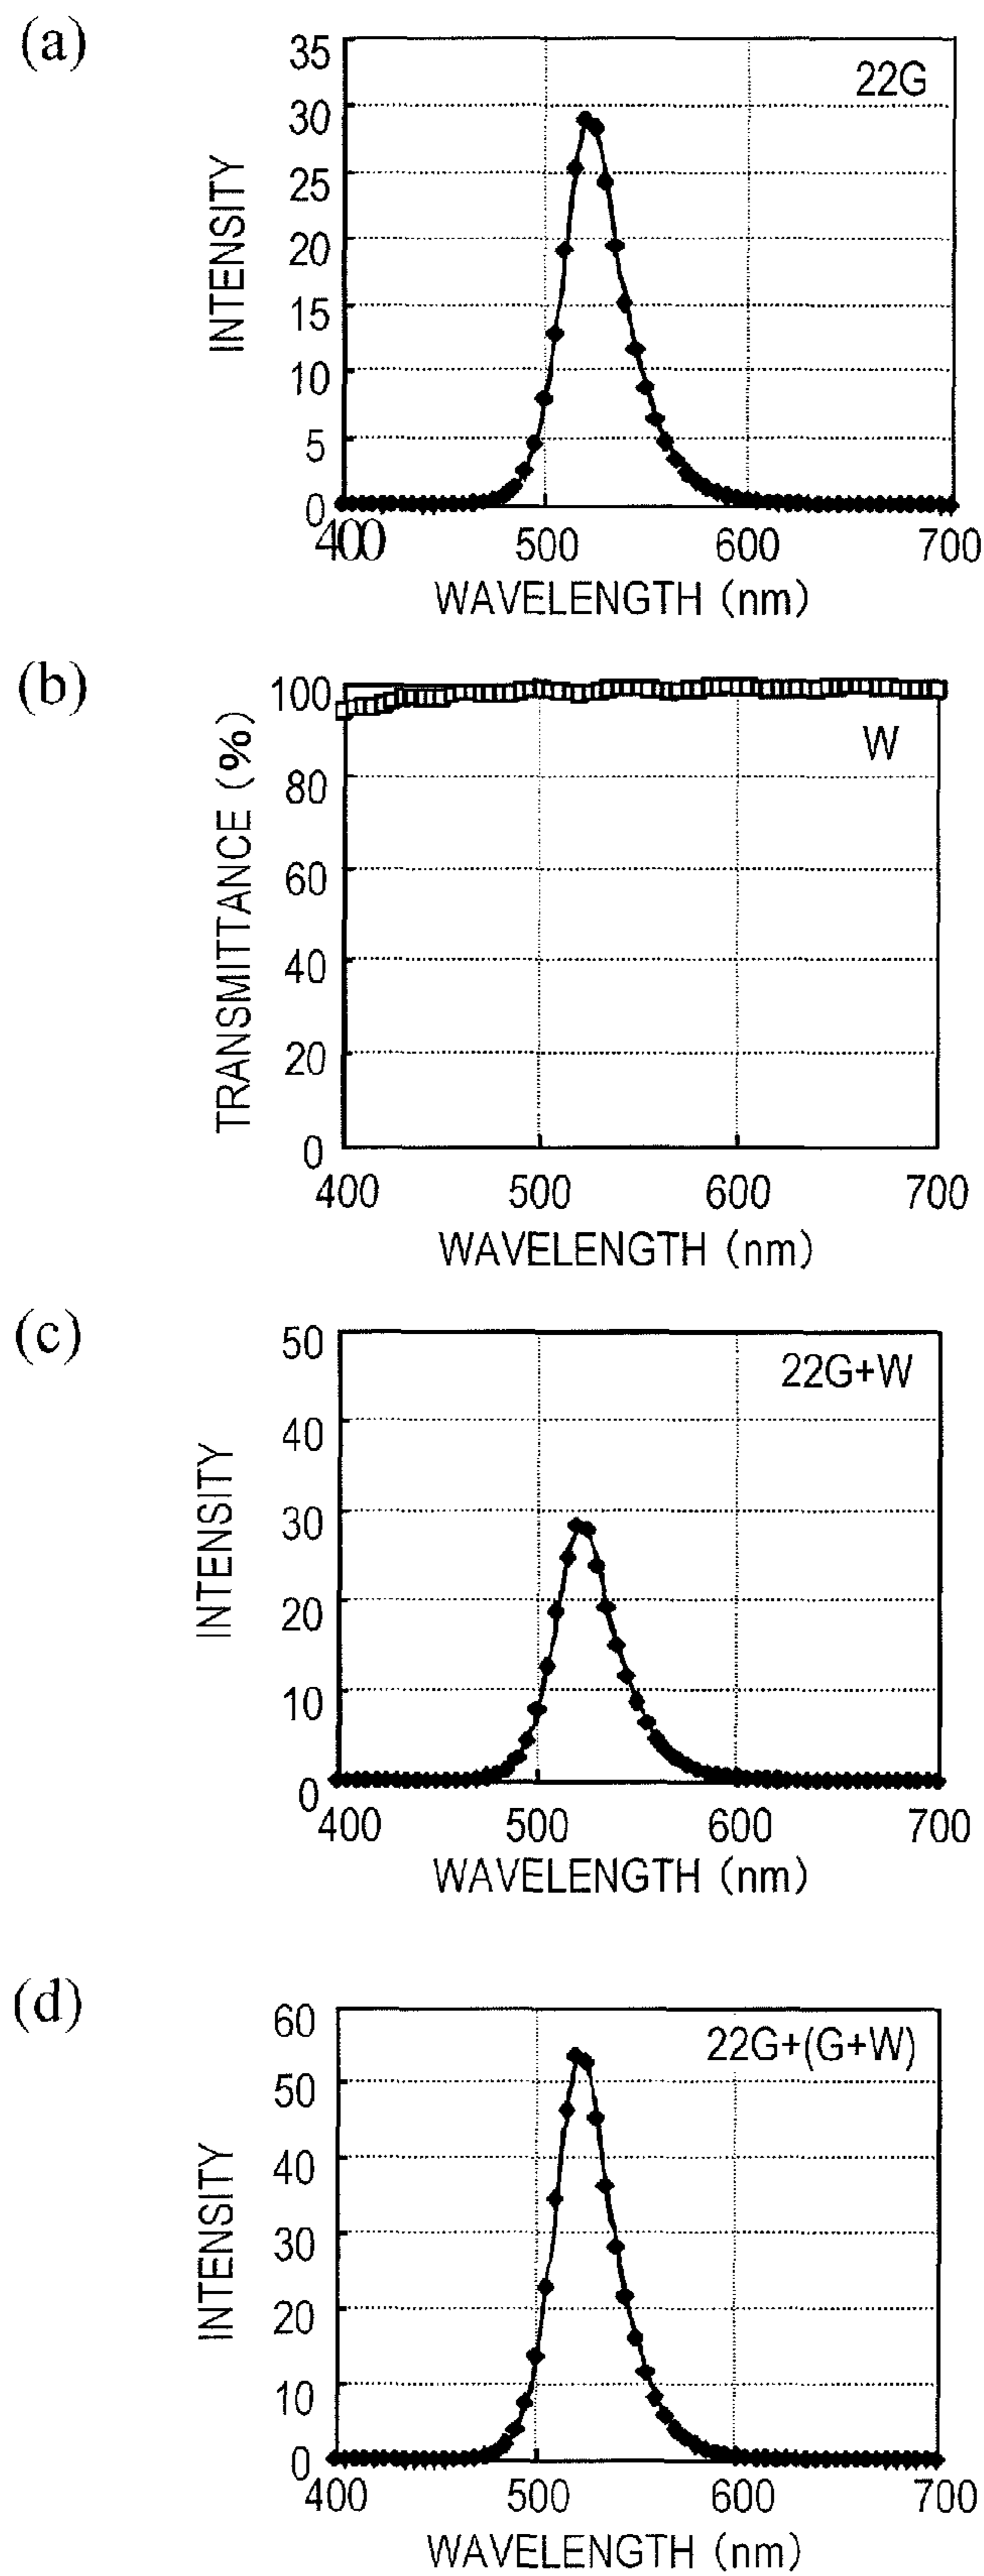 (a)
35
22G
30
25
20
15
10
5
0
400
500
600
700
INTENSITY
WAVELENGTH (nm)
(b)
100
W
80
60
40
20
0
400
500
600
700
TRANSMITTANCE (%)
WAVELENGTH (nm)
(c)
50
22G+W
40
30
20
10
0
400
500
600
700
INTENSITY
WAVELENGTH (nm)
(d)
60
22G+(G+W)
50
40
30
20
10
0
400
500
600
700
INTENSITY
WAVELENGTH (nm)